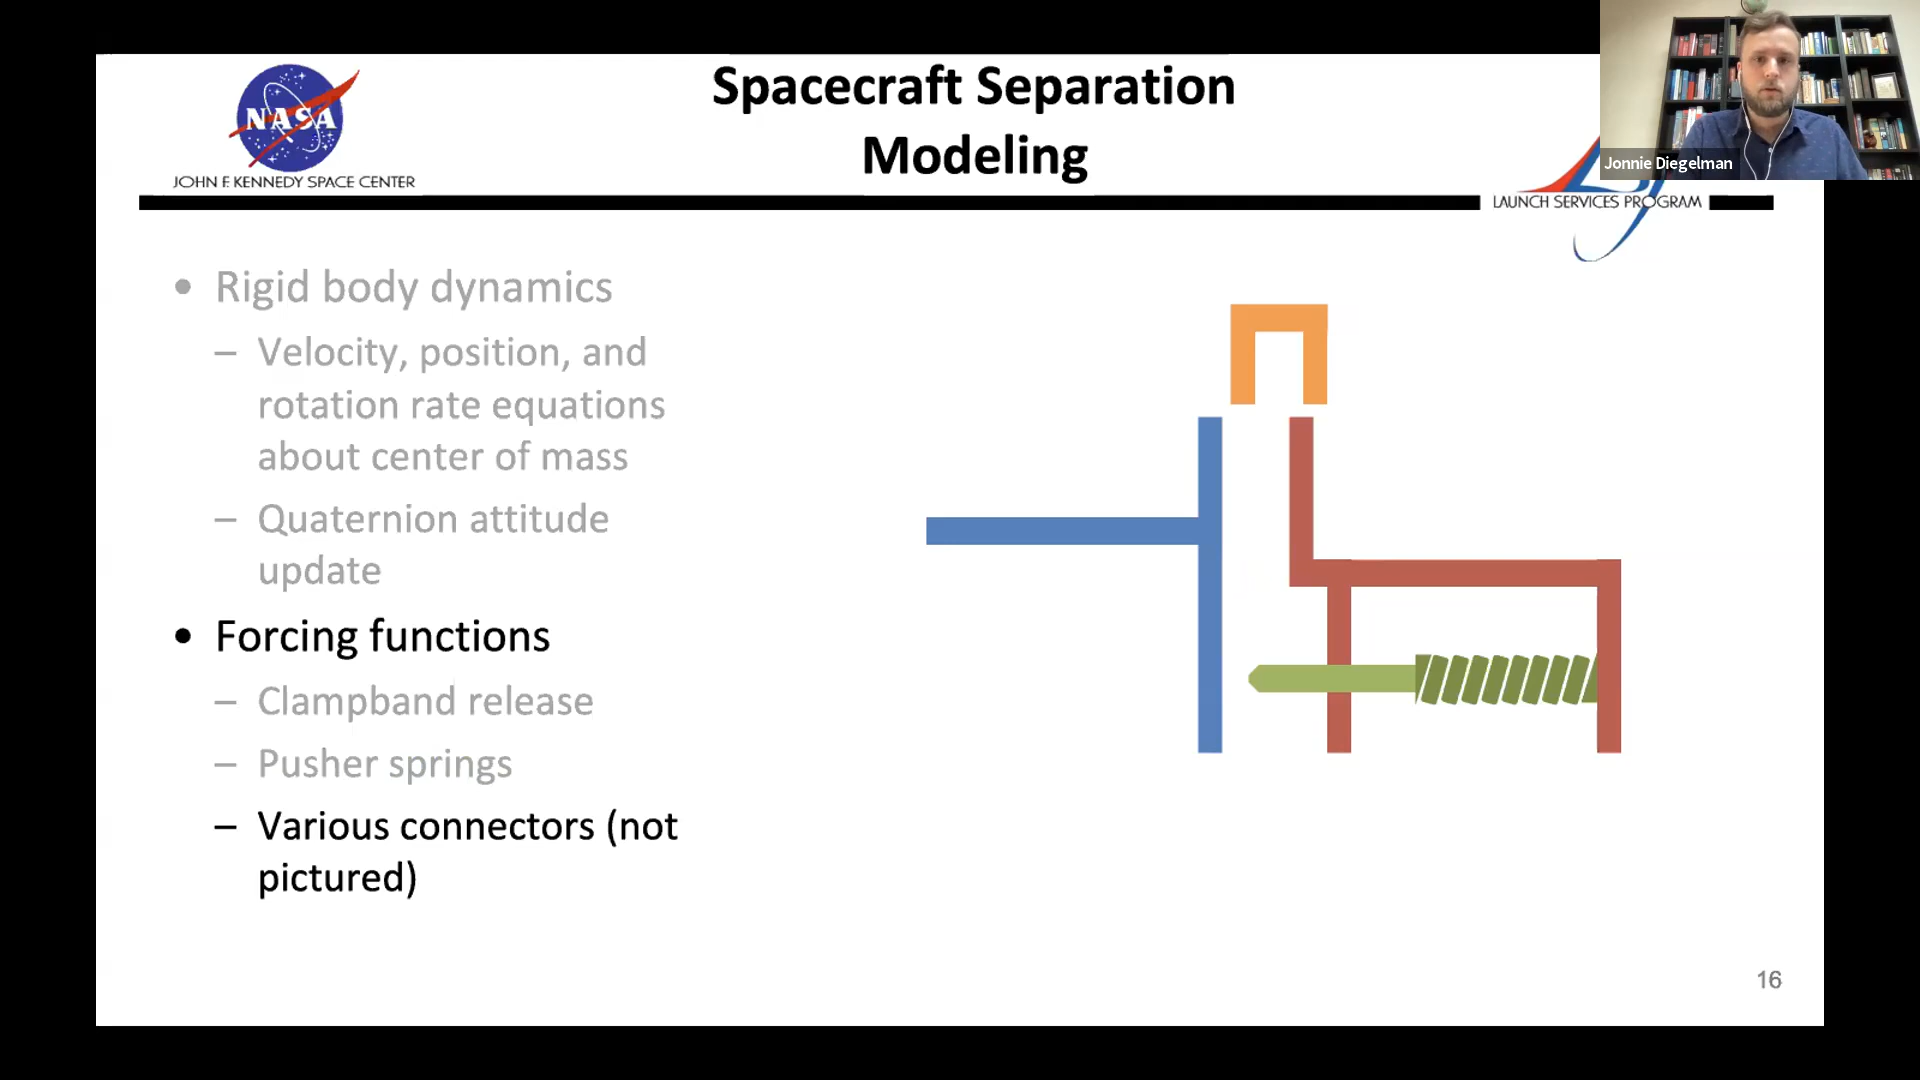 Spacecraft Separation
Modeling
NASA
JOHN F. KENNEDY SPACE CENTER
Jonnie Diegelman
LAUNCH SERVICES PROGRAM
• Rigid body dynamics
– Velocity, position, and
rotation rate equations
about center of mass
– Quaternion attitude
update
• Forcing functions
– Clampband release
– Pusher springs
– Various connectors (not
pictured)
16